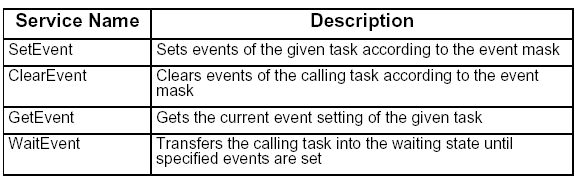 Service Name Description
SetEvent Sets events of the given task according to the event mask
ClearEvent Clears events of the calling task according to the event
mask
GetEvent Gets the current event setting of the given task
WaitEvent Transfers the calling task into the waiting state until
specified events are set